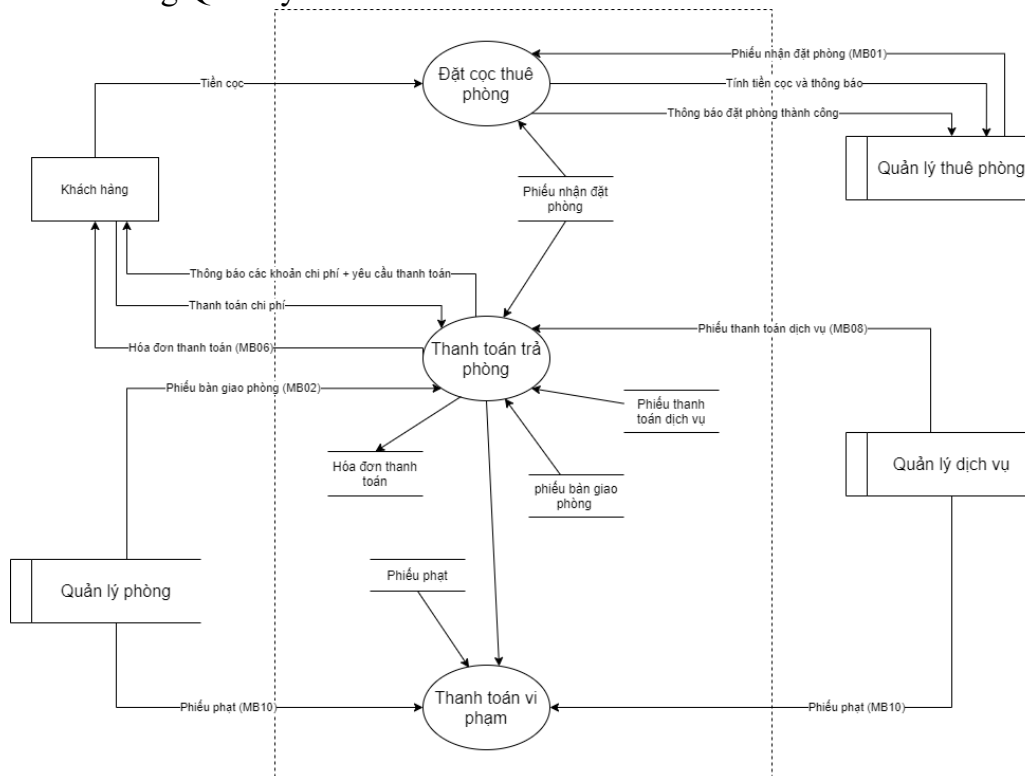 Phiếu nhận đặt phòng (MB01)
Đặt cọc thuê
phòng
Tiền cọc
Tính tiền cọc và thông báo
Thông báo đặt phòng thành công
Quản lý thuê phòng
Khách hàng
Phiếu nhận đặt
phòng
Thông báo các khoản chi phí + yêu cầu thanh toán
Thanh toán chi phí
Phiếu thanh toán dịch vụ (MB08)
Hóa đơn thanh toán (MB06)
Thanh toán trả
phòng
Phiếu bàn giao phòng (MB02)
Phiếu thanh
toán dịch vụ
Hóa đơn thanh
toán
phiếu bàn giao
phòng
Quản lý dịch vụ
Phiếu phạt
Quản lý phòng
Thanh toán vi
phạm
Phiếu phạt (MB10)
Phiếu phạt (MB10)